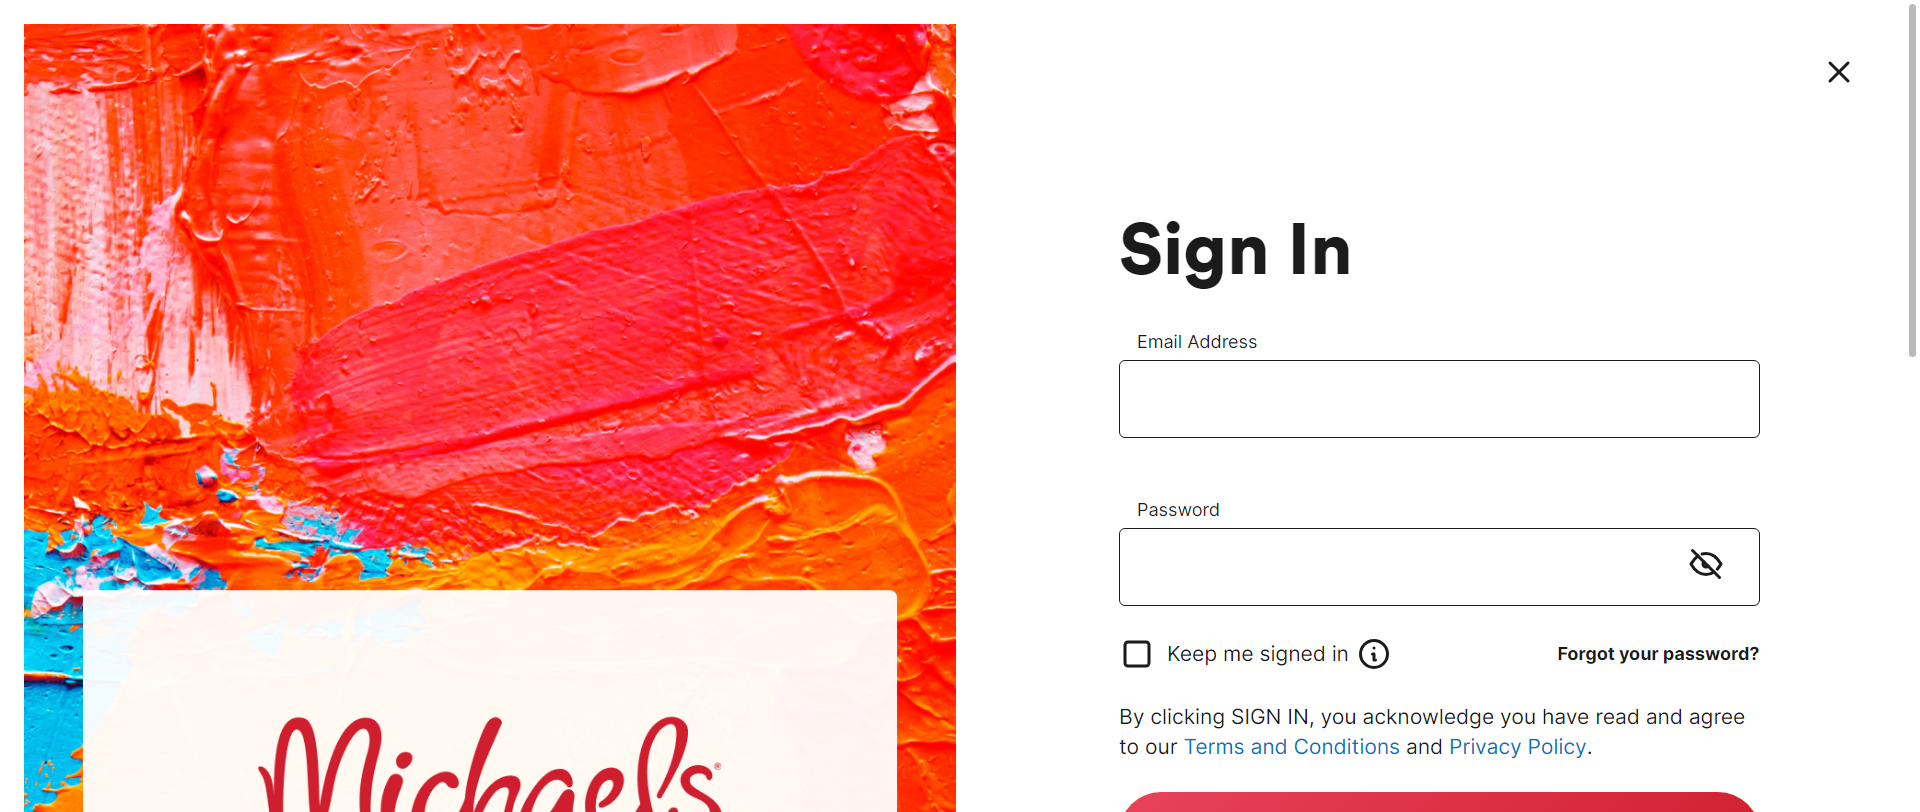 Sign In
Email Address
Password
Keep me signed in
Forgot your password?
By clicking SIGN IN, you acknowledge you have read and agree
to our Terms and Conditions and Privacy Policy.
Michaels®